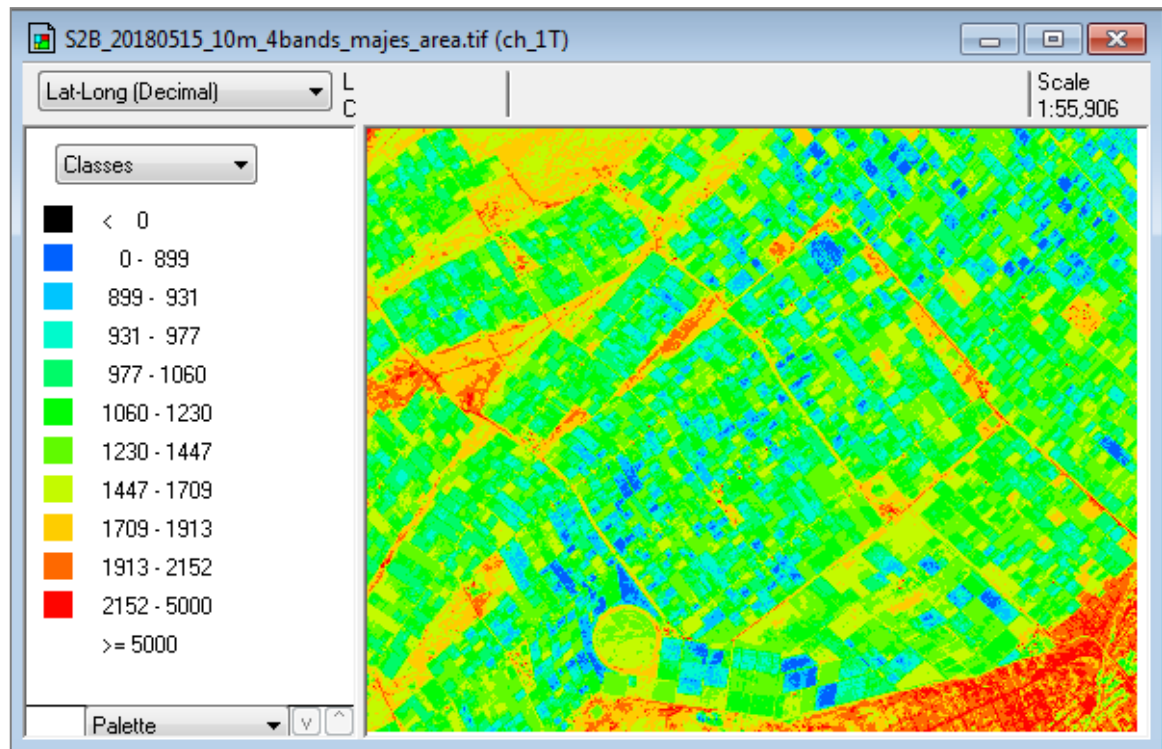 S2B_20180515_10m_4bands_majes_area.tif (ch_1T)
Lat-Long (Decimal)
L
C
Scale
1:55,906
Classes
< 0
0 - 899
899 - 931
931 - 977
977 - 1060
1060 - 1230
1230 - 1447
1447 - 1709
1709 - 1913
1913 - 2152
2152 - 5000
>= 5000
Palette